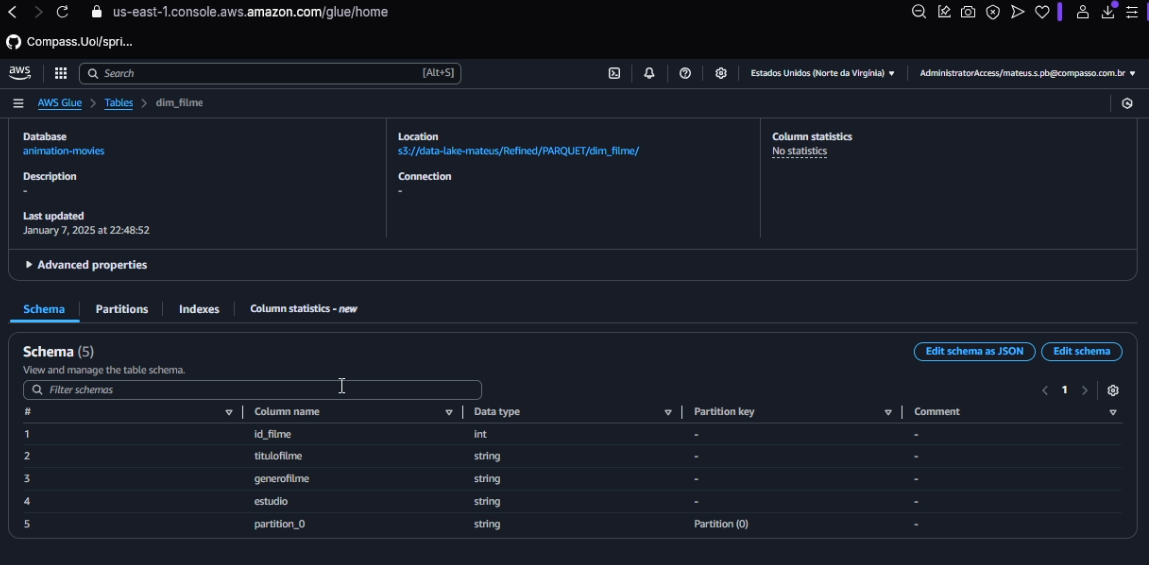 us-east-1.console.aws.amazon.com/glue/home
Compass.Uol/spri...
aws
Search
[Alt+S]
Estados Unidos (Norte da Virgínia)
AdministratorAccess/mateus.s.pb@compasso.com.br
AWS Glue > Tables > dim_filme
Database
animation-movies
Description
-
Last updated
January 7, 2025 at 22:48:52
Location
s3://data-lake-mateus/Refined/PARQUET/dim_filme/
Connection
-
Column statistics
No statistics
Advanced properties
Schema Partitions Indexes Column statistics - new
Schema (5)
View and manage the table schema.
Edit schema as JSON
Edit schema
Filter schemas
1
# Column name Data type Partition key Comment
1 id_filme int - -
2 titulofilme string - -
3 generofilme string - -
4 estudio string - -
5 partition_0 string Partition (0) -